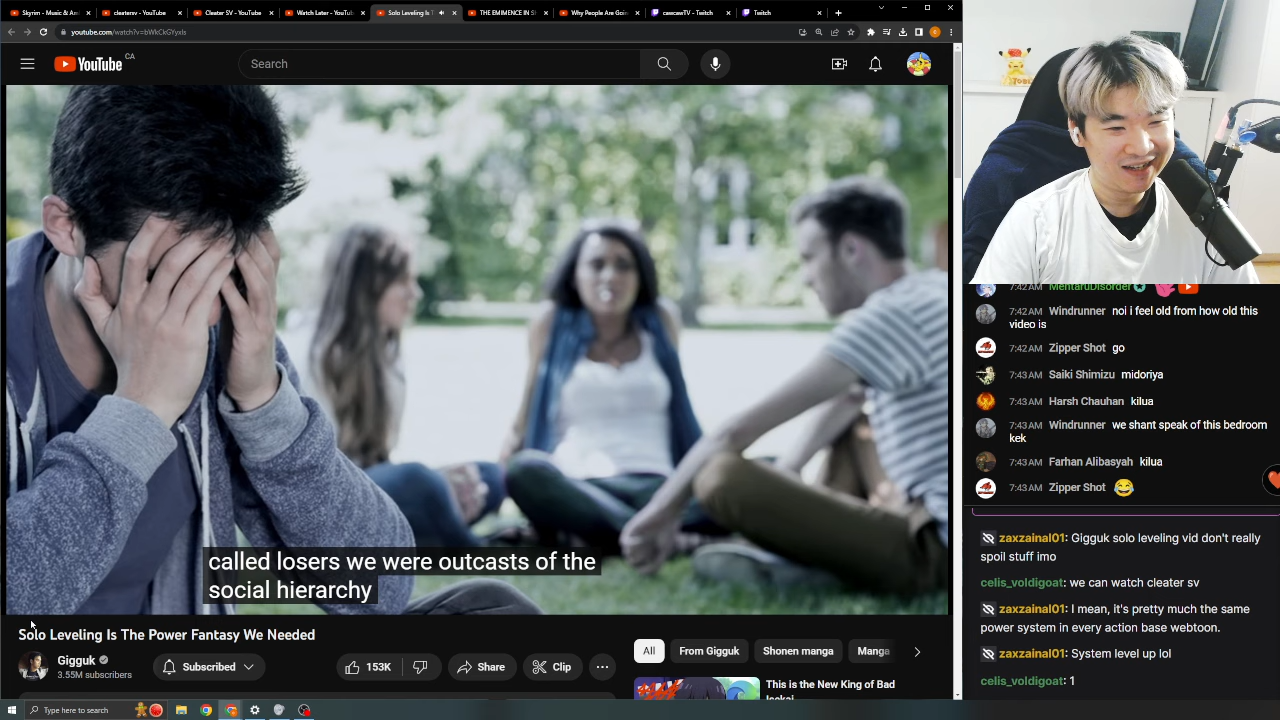 Skyrim - Music & Am
cleatersv - YouTube
Cleater SV - YouTube
Watch Later - YouTub
Solo Leveling Is T
THE EMINENCE IN S
Why People Are Goin
cawcawTV - Twitch
Twitch
youtube.com/watch?v=bWkCkGYyxIs
YouTube CA
Search
called losers we were outcasts of the
social hierarchy
Solo Leveling Is The Power Fantasy We Needed
Gigguk
3.55M subscribers
Subscribed
153K
Share
Clip
All
From Gigguk
Shonen manga
Manga
This is the New King of Bad
Isekai
Type here to search
7:42 AM MentaruDisorder
7:42 AM Windrunner noi i feel old from how old this
video is
7:42 AM Zipper Shot go
7:43 AM Saiki Shimizu midoriya
7:43 AM Harsh Chauhan kilua
7:43 AM Windrunner we shant speak of this bedroom
kek
7:43 AM Farhan Alibasyah kilua
7:43 AM Zipper Shot 😂
zaxzainal01: Gigguk solo leveling vid don't really
spoil stuff imo
celis_voldigoat: we can watch cleater sv
zaxzainal01: I mean, it's pretty much the same
power system in every action base webtoon.
zaxzainal01: System level up lol
celis_voldigoat: 1